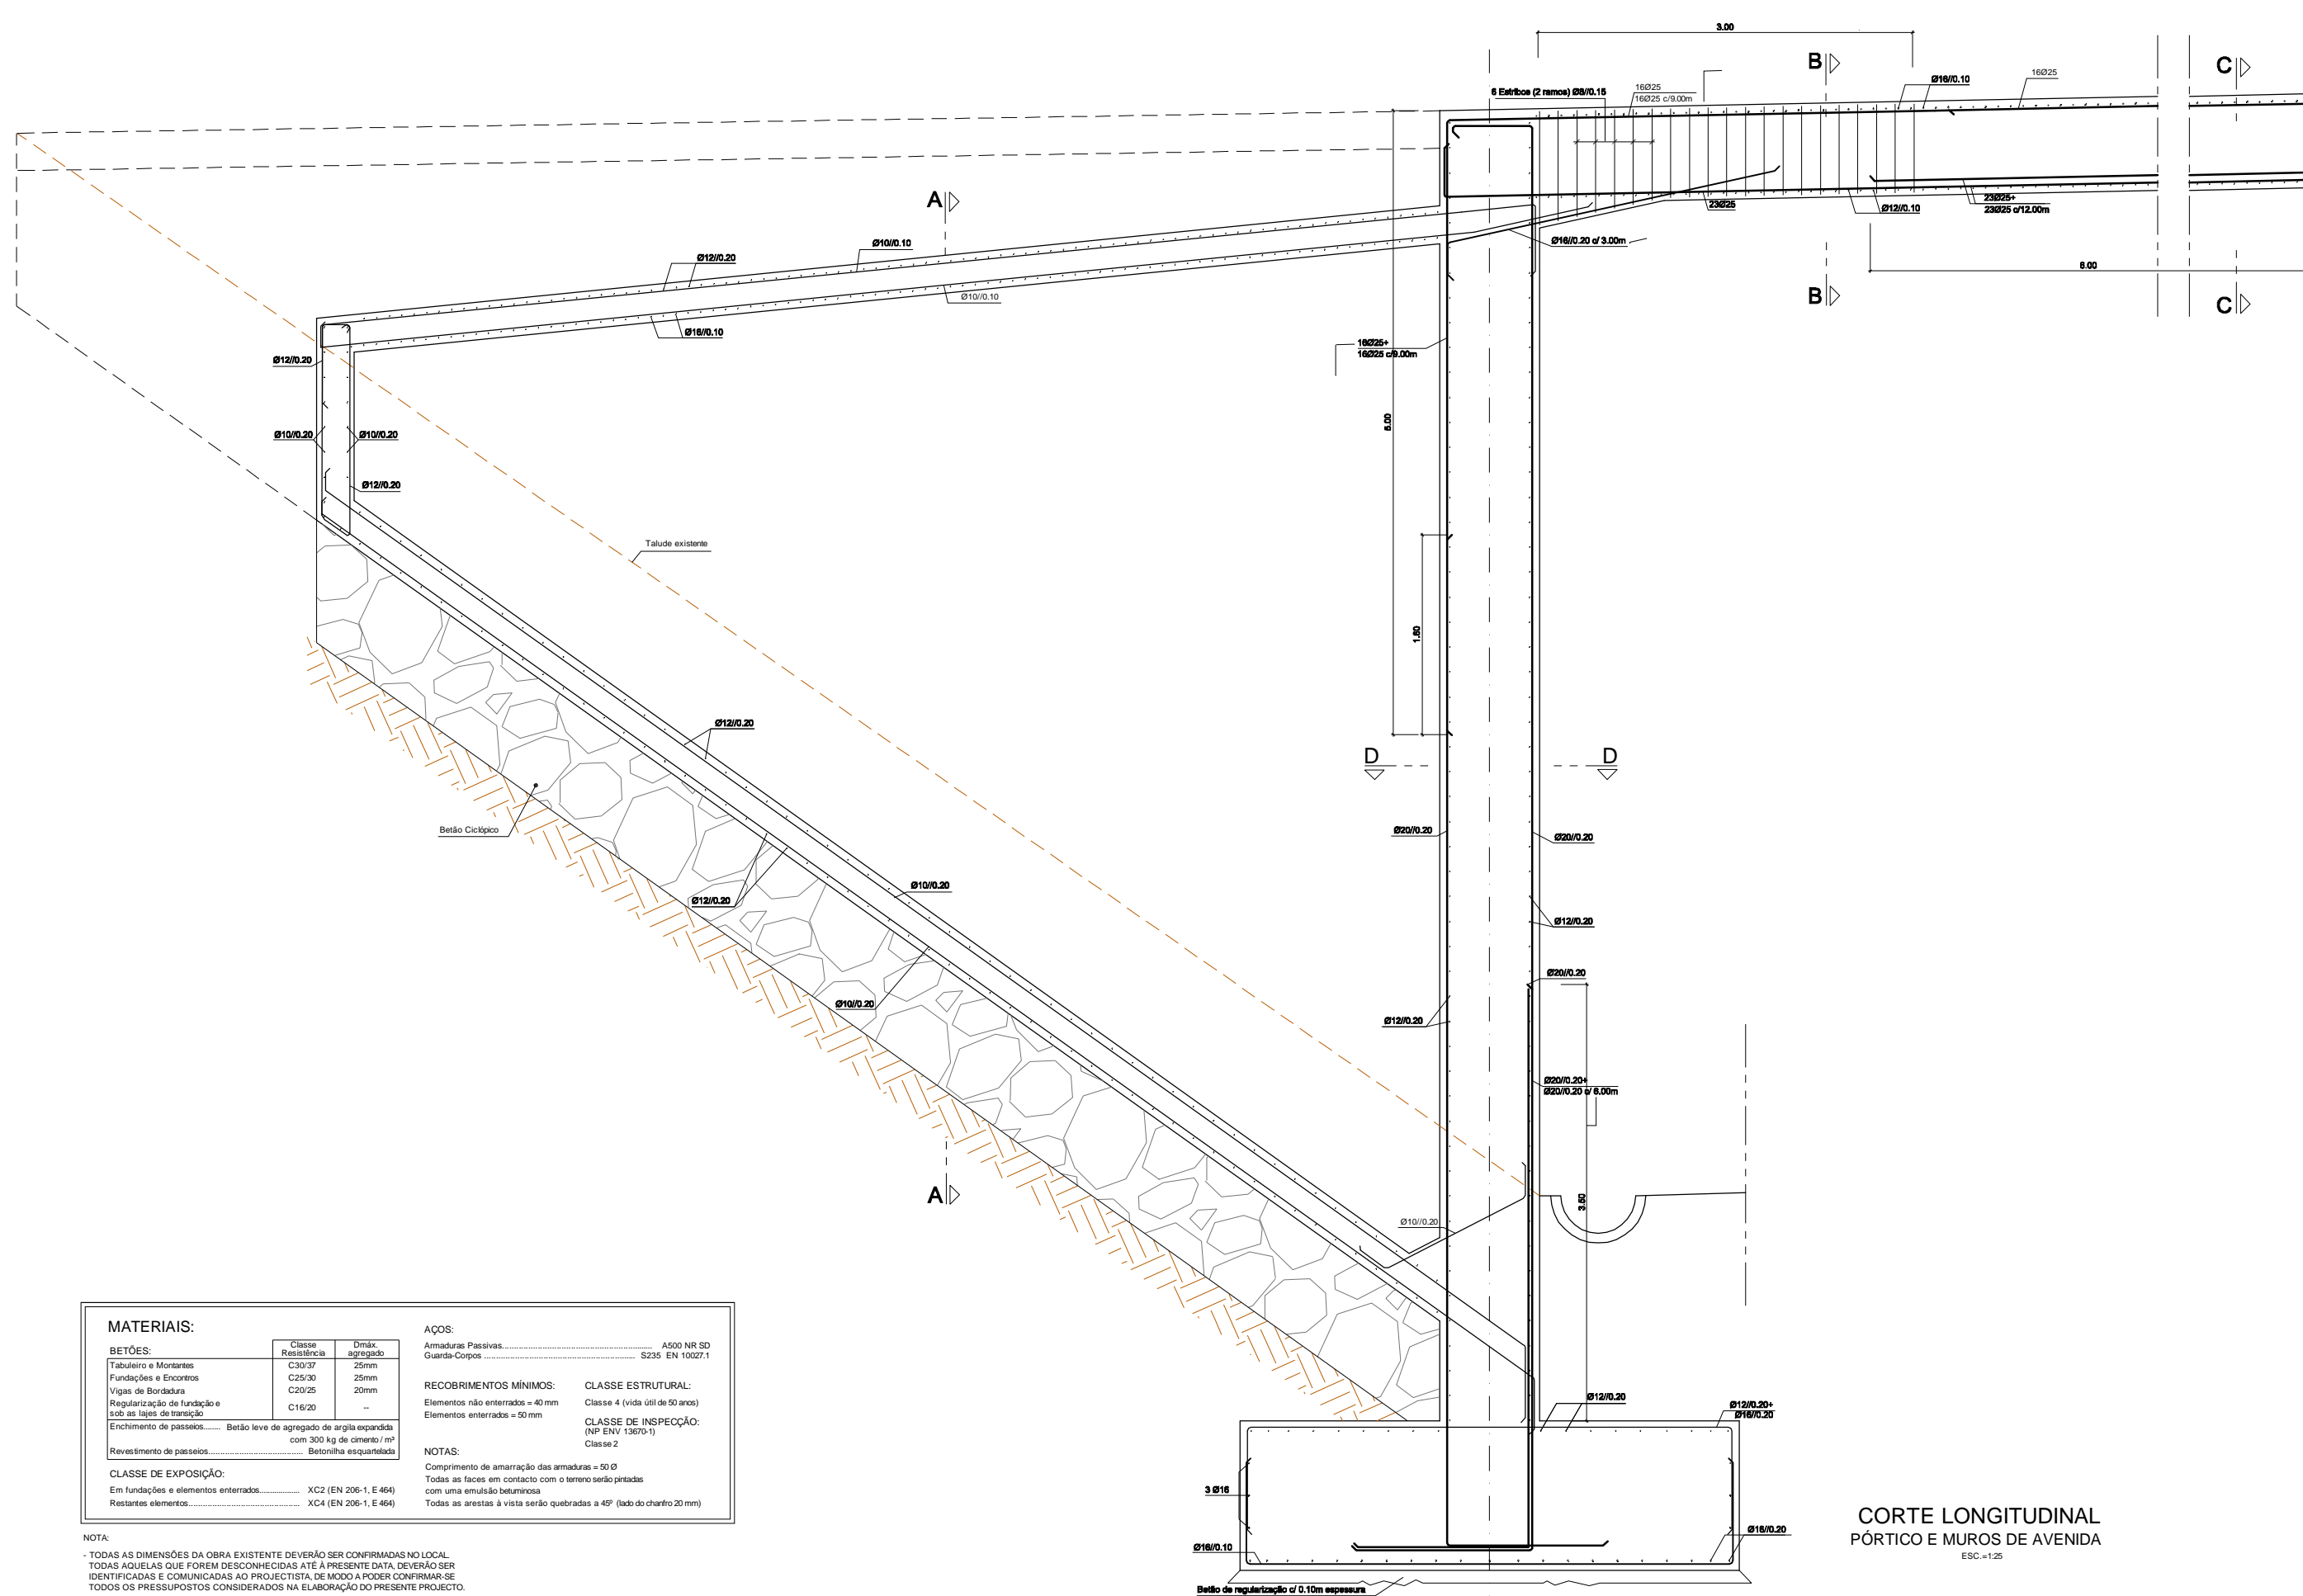 3.00
B
C
16Ø25
Ø16//0.10
16Ø25
6 Estribos (2 ramos) Ø8//0.15
16Ø25 c/9.00m
A
23Ø25
Ø12//0.10
23Ø25+
23Ø25 c/12.00m
Ø10//0.10
Ø16//0.20 c/ 3.00m
Ø12//0.20
6.00
Ø10//0.10
B
C
Ø16//0.10
Ø12//0.20
16Ø25+
16Ø25 c/9.00m
5.00
Ø10//0.20
Ø10//0.20
Ø12//0.20
Talude existente
1.60
Ø12//0.20
D
D
Betão Ciclópico
Ø20//0.20
Ø20//0.20
Ø10//0.20
Ø12//0.20
Ø12//0.20
Ø20//0.20
Ø10//0.20
Ø12//0.20
Ø20//0.20+
Ø20//0.20 c/ 6.00m
A
3.50
Ø10//0.20
Ø12//0.20
Ø12//0.20+
Ø16//0.20
3 Ø16
Ø16//0.20
Ø16//0.10
Betão de regularização c/ 0.10m espessura
MATERIAIS:
BETÕES:
Classe
Resistência
Dmáx.
agregado
Tabuleiro e Montantes C30/37 25mm
Fundações e Encontros C25/30 25mm
Vigas de Bordadura C20/25 20mm
Regularização de fundação e
sob as lajes de transição C16/20 --
Enchimento de passeios....... Betão leve de agregado de argila expandida
com 300 kg de cimento / m³
Revestimento de passeios....................................... Betonilha esquartelada
CLASSE DE EXPOSIÇÃO:
Em fundações e elementos enterrados................. XC2 (EN 206-1, E 464)
Restantes elementos.............................................. XC4 (EN 206-1, E 464)
AÇOS:
Armaduras Passivas.............................................................. A500 NR SD
Guarda-Corpos .............................................................. S235 EN 10027.1
RECOBRIMENTOS MÍNIMOS:
Elementos não enterrados = 40 mm
Elementos enterrados = 50 mm
CLASSE ESTRUTURAL:
Classe 4 (vida útil de 50 anos)
CLASSE DE INSPECÇÃO:
(NP ENV 13670-1)
Classe 2
NOTAS:
Comprimento de amarração das armaduras = 50 Ø
Todas as faces em contacto com o terreno serão pintadas
com uma emulsão betuminosa
Todas as arestas à vista serão quebradas a 45º (lado do chanfro 20 mm)
NOTA:
- TODAS AS DIMENSÕES DA OBRA EXISTENTE DEVERÃO SER CONFIRMADAS NO LOCAL.
TODAS AQUELAS QUE FOREM DESCONHECIDAS ATÉ À PRESENTE DATA, DEVERÃO SER
IDENTIFICADAS E COMUNICADAS AO PROJECTISTA, DE MODO A PODER CONFIRMAR-SE
TODOS OS PRESSUPOSTOS CONSIDERADOS NA ELABORAÇÃO DO PRESENTE PROJECTO.
CORTE LONGITUDINAL
PÓRTICO E MUROS DE AVENIDA
ESC.=1:25